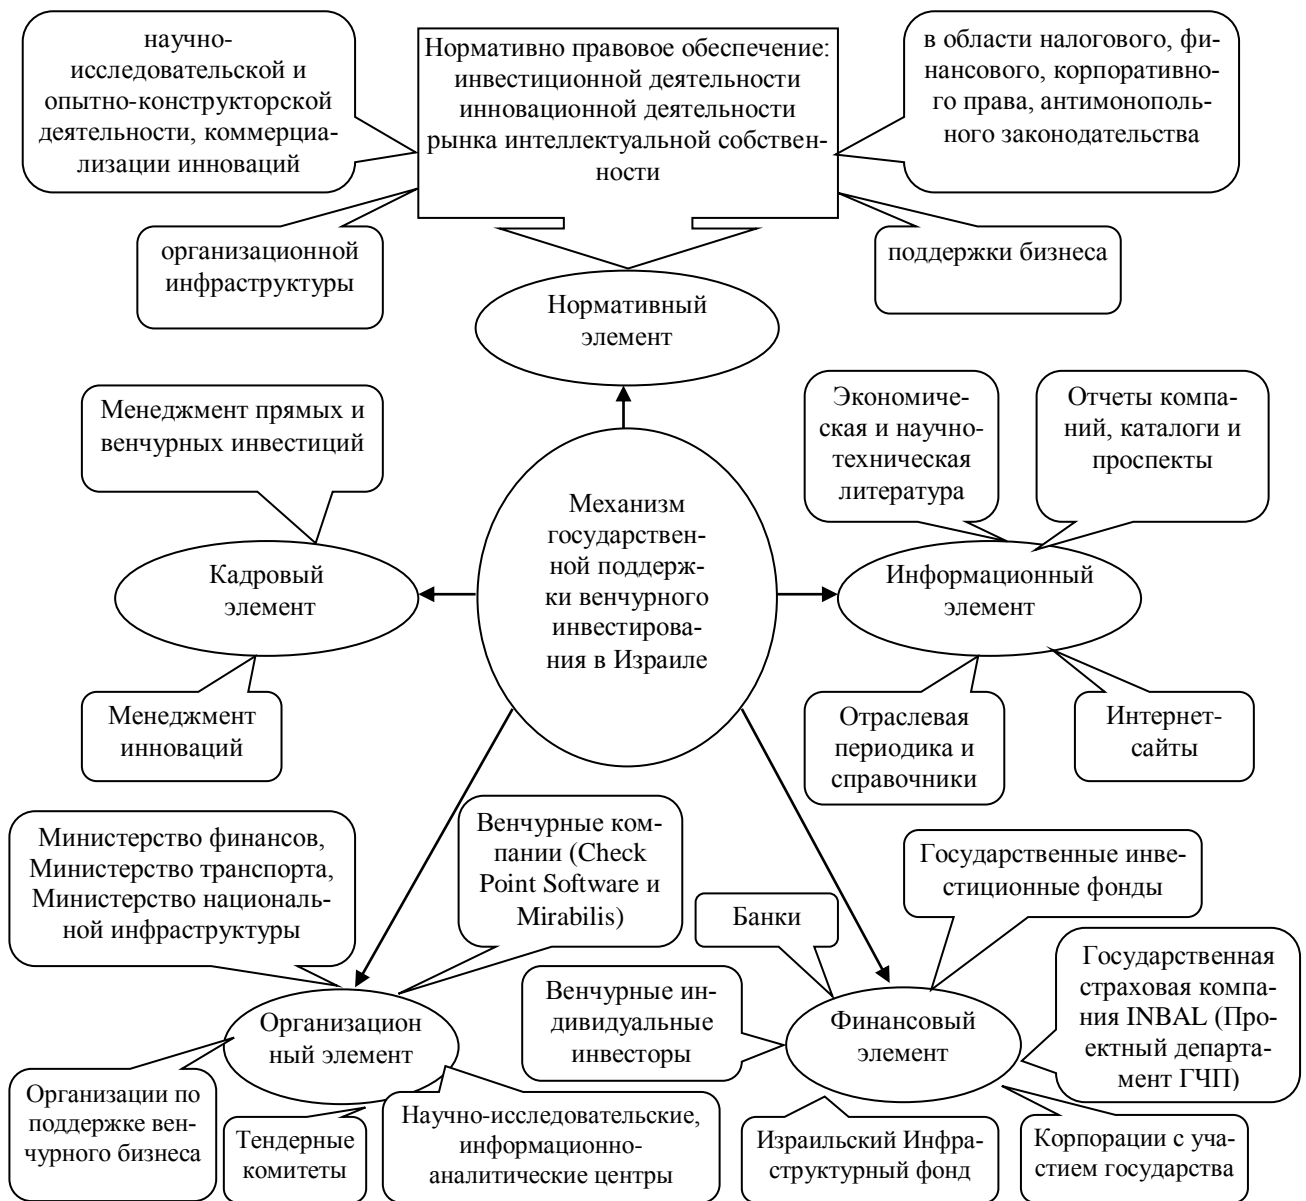 научно-
исследовательской и
опытно-конструкторской
деятельности, коммерциа-
лизации инноваций
Нормативно правовое обеспечение:
инвестиционной деятельности
инновационной деятельности
рынка интеллектуальной собствен-
ности
в области налогового, фи-
нансового, корпоративно-
го права, антимонополь-
ного законодательства
организационной
инфраструктуры
поддержки бизнеса
Нормативный
элемент
Менеджмент прямых и
венчурных инвестиций
Экономиче-
ская и научно-
техническая
литература
Отчеты компа-
ний, каталоги и
проспекты
Механизм
государствен-
ной поддерж-
ки венчурного
инвестирова-
ния в Израиле
Кадровый
элемент
Информационный
элемент
Менеджмент
инноваций
Отраслевая
периодика и
справочники
Интернет-
сайты
Министерство финансов,
Министерство транспорта,
Министерство националь-
ной инфраструктуры
Венчурные ком-
пании (Check
Point Software и
Mirabilis)
Банки
Государственные инве-
стиционные фонды
Венчурные ин-
дивидуальные
инвесторы
Государственная
страховая компа-
ния INBAL (Про-
ектный департа-
мент ГЧП)
Организацион
ный элемент
Финансовый
элемент
Организации по
поддержке вен-
чурного бизнеса
Тендерные
комитеты
Научно-исследовательские,
информационно-
аналитические центры
Израильский Инфра-
структурный фонд
Корпорации с уча-
стием государства